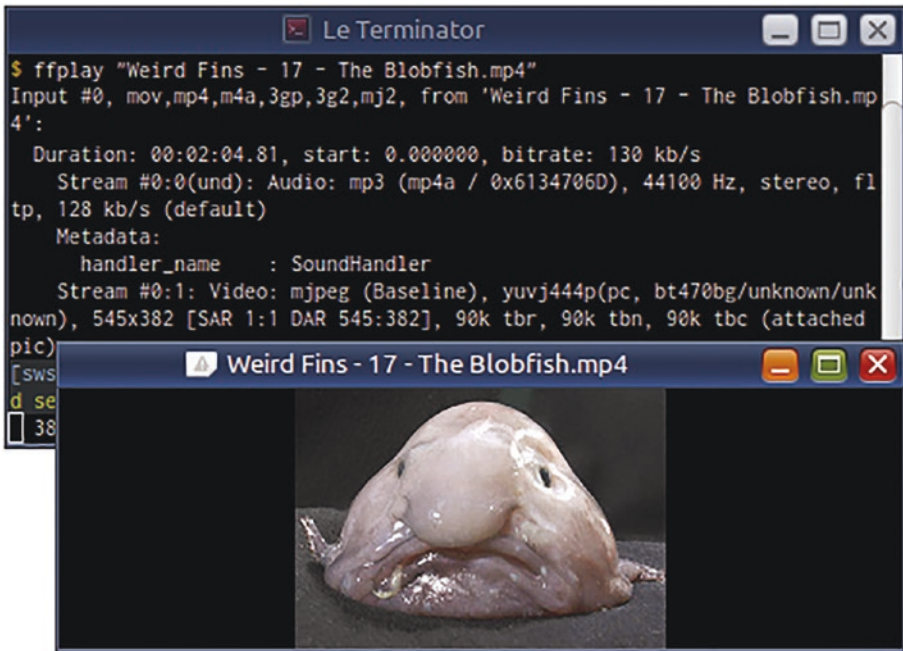 Le Terminator
$ ffplay "Weird Fins - 17 - The Blobfish.mp4"
Input #0, mov,mp4,m4a,3gp,3g2,mj2, from 'Weird Fins - 17 - The Blobfish.mp
4':
Duration: 00:02:04.81, start: 0.000000, bitrate: 130 kb/s
Stream #0:0(und): Audio: mp3 (mp4a / 0x6134706D), 44100 Hz, stereo, fl
tp, 128 kb/s (default)
Metadata:
handler_name : SoundHandler
Stream #0:1: Video: mjpeg (Baseline), yuvj444p(pc, bt470bg/unknown/unk
nown), 545x382 [SAR 1:1 DAR 545:382], 90k tbr, 90k tbn, 90k tbc (attached
pic)
[sws
d se
38
Weird Fins - 17 - The Blobfish.mp4